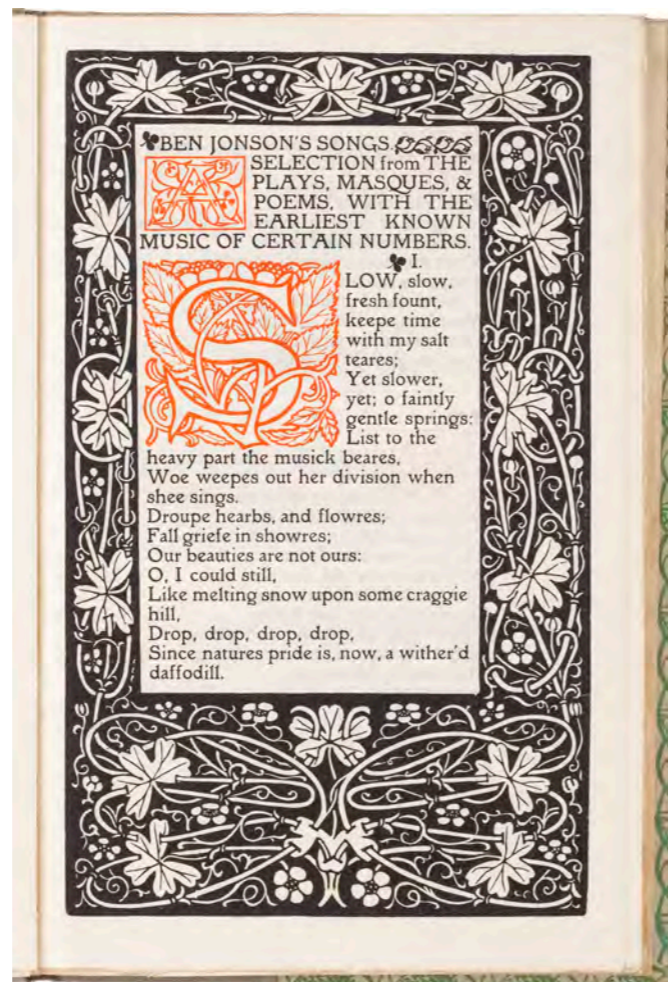 BEN JONSON'S SONGS.
A SELECTION from THE
PLAYS, MASQUES, &
POEMS, WITH THE
EARLIEST KNOWN
MUSIC OF CERTAIN NUMBERS.
I.
SLOW, slow,
fresh fount,
keepe time
with my salt
teares;
Yet slower,
yet; o faintly
gentle springs:
List to the
heavy part the musick beares,
Woe weepes out her division when
shee sings.
Droupe hearbs, and flowres;
Fall griefe in showres;
Our beauties are not ours:
O, I could still,
Like melting snow upon some craggie
hill,
Drop, drop, drop, drop,
Since natures pride is, now, a wither'd
daffodill.